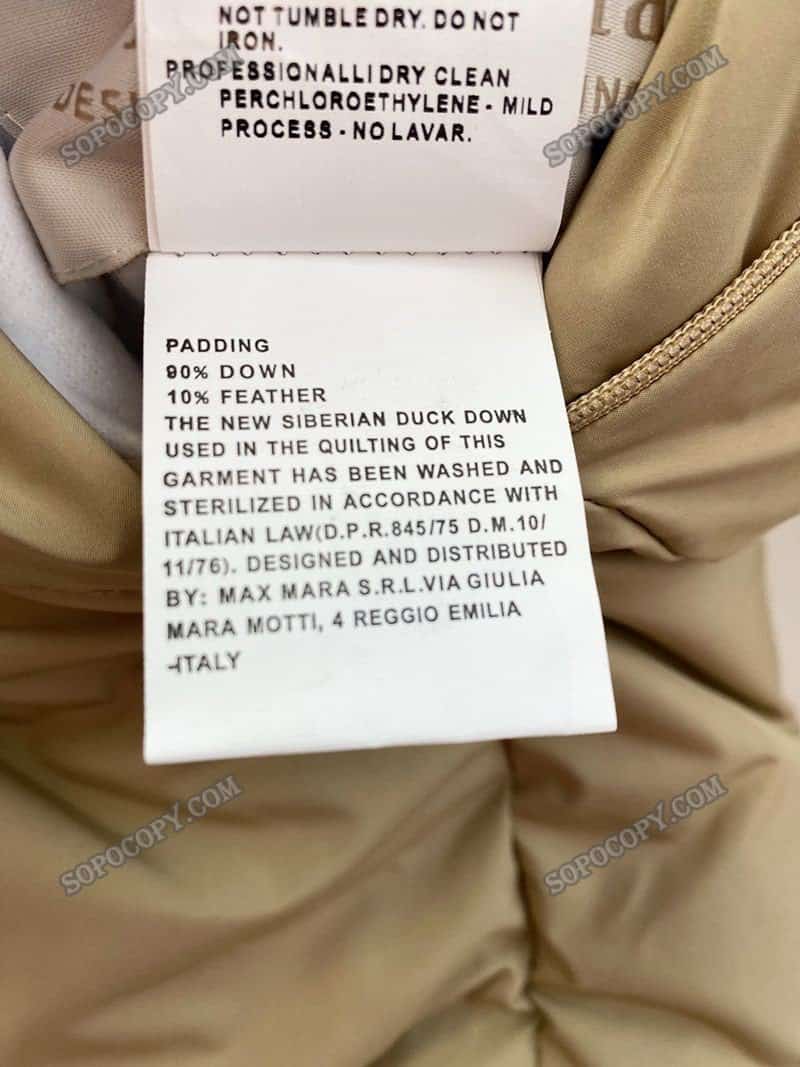 NOT TUMBLE DRY. DO NOT
IRON.
PROFESSIONALLI DRY CLEAN
PERCHLOROETHYLENE - MILD
PROCESS - NO LAVAR.
SOPOCOPY.COM
SOPOCOPY.COM
PADDING
90% DOWN
10% FEATHER
THE NEW SIBERIAN DUCK DOWN
USED IN THE QUILTING OF THIS
GARMENT HAS BEEN WASHED AND
STERILIZED IN ACCORDANCE WITH
ITALIAN LAW(D.P.R.845/75 D.M.10/
11/76). DESIGNED AND DISTRIBUTED
BY: MAX MARA S.R.L.VIA GIULIA
MARA MOTTI, 4 REGGIO EMILIA
-ITALY
SOPOCOPY.COM
SOPOCOPY.COM